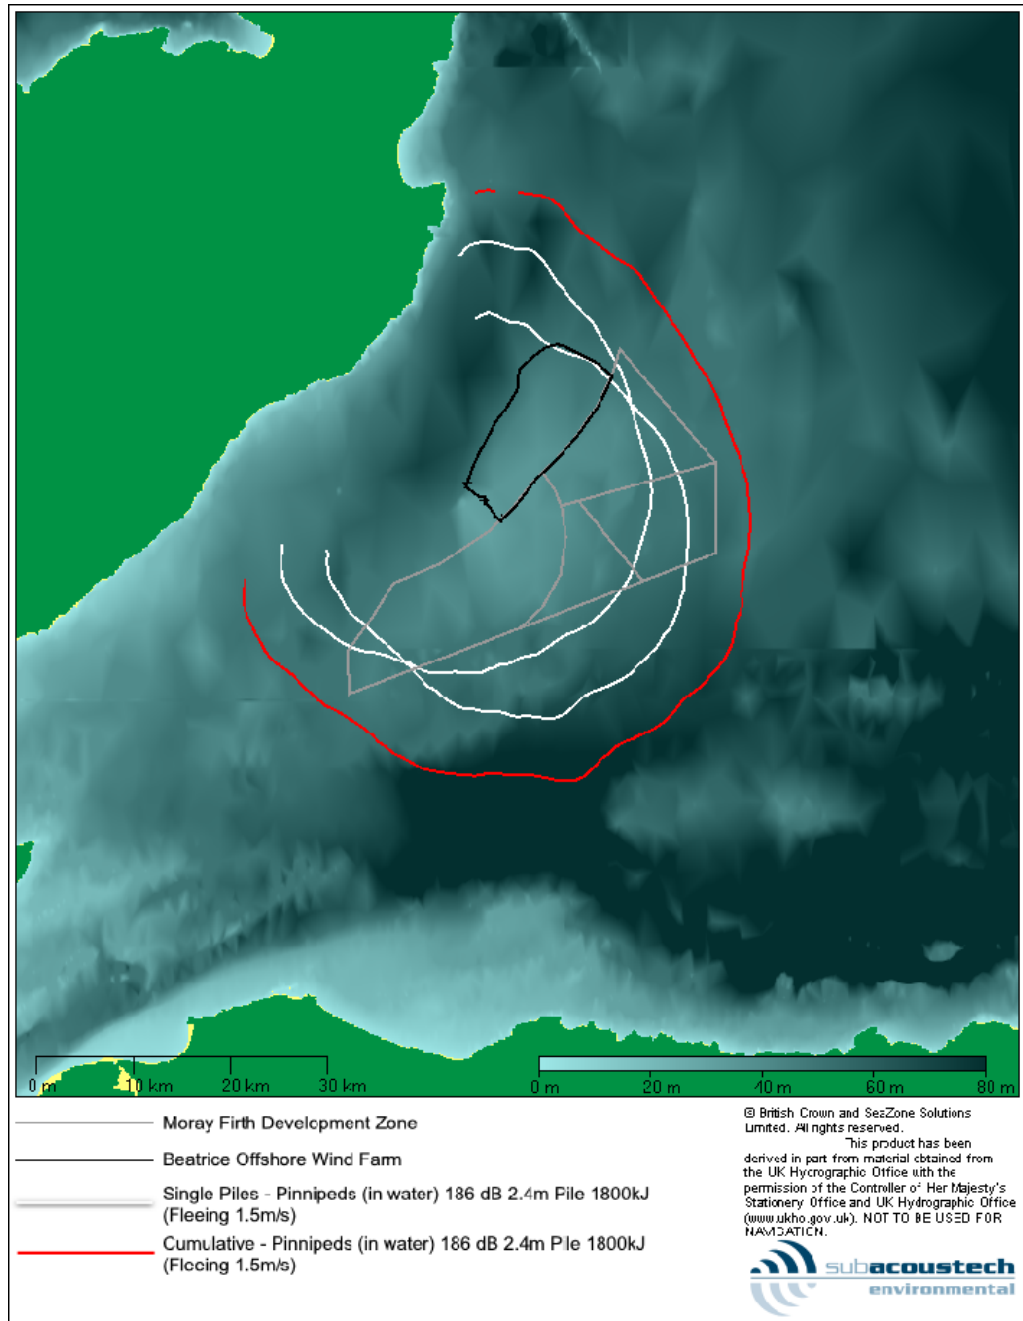 0 m 10 km 20 km 30 km
0 m 20 m 40 m 60 m 80 m
Moray Firth Development Zone
Beatrice Offshore Wind Farm
Single Piles - Pinnipeds (in water) 186 dB 2.4m Pile 1800kJ
(Fleeing 1.5m/s)
Cumulative - Pinnipeds (in water) 186 dB 2.4m Pile 1800kJ
(Fleeing 1.5m/s)
© British Crown and SeaZone Solutions
Limited. All rights reserved.
This product has been
derived in part from material obtained from
the UK Hydrographic Office with the
permission of the Controller of Her Majesty's
Stationery Office and UK Hydrographic Office
(www.ukho.gov.uk). NOT TO BE USED FOR
NAVIGATION.
subacoustech
environmental